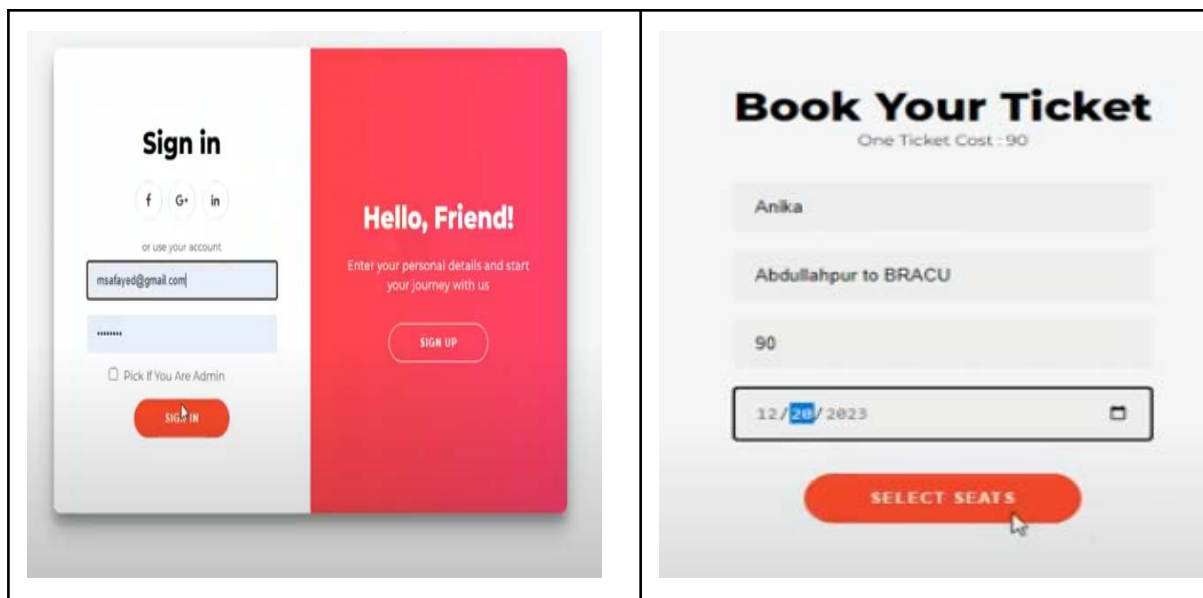 Sign in
f G+ in
or use your account
msafayed@gmail.com
••••••••
Pick If You Are Admin
SIGN IN
Hello, Friend!
Enter your personal details and start
your journey with us
SIGN UP
Book Your Ticket
One Ticket Cost : 90
Anika
Abdullahpur to BRACU
90
12/20/2023
SELECT SEATS